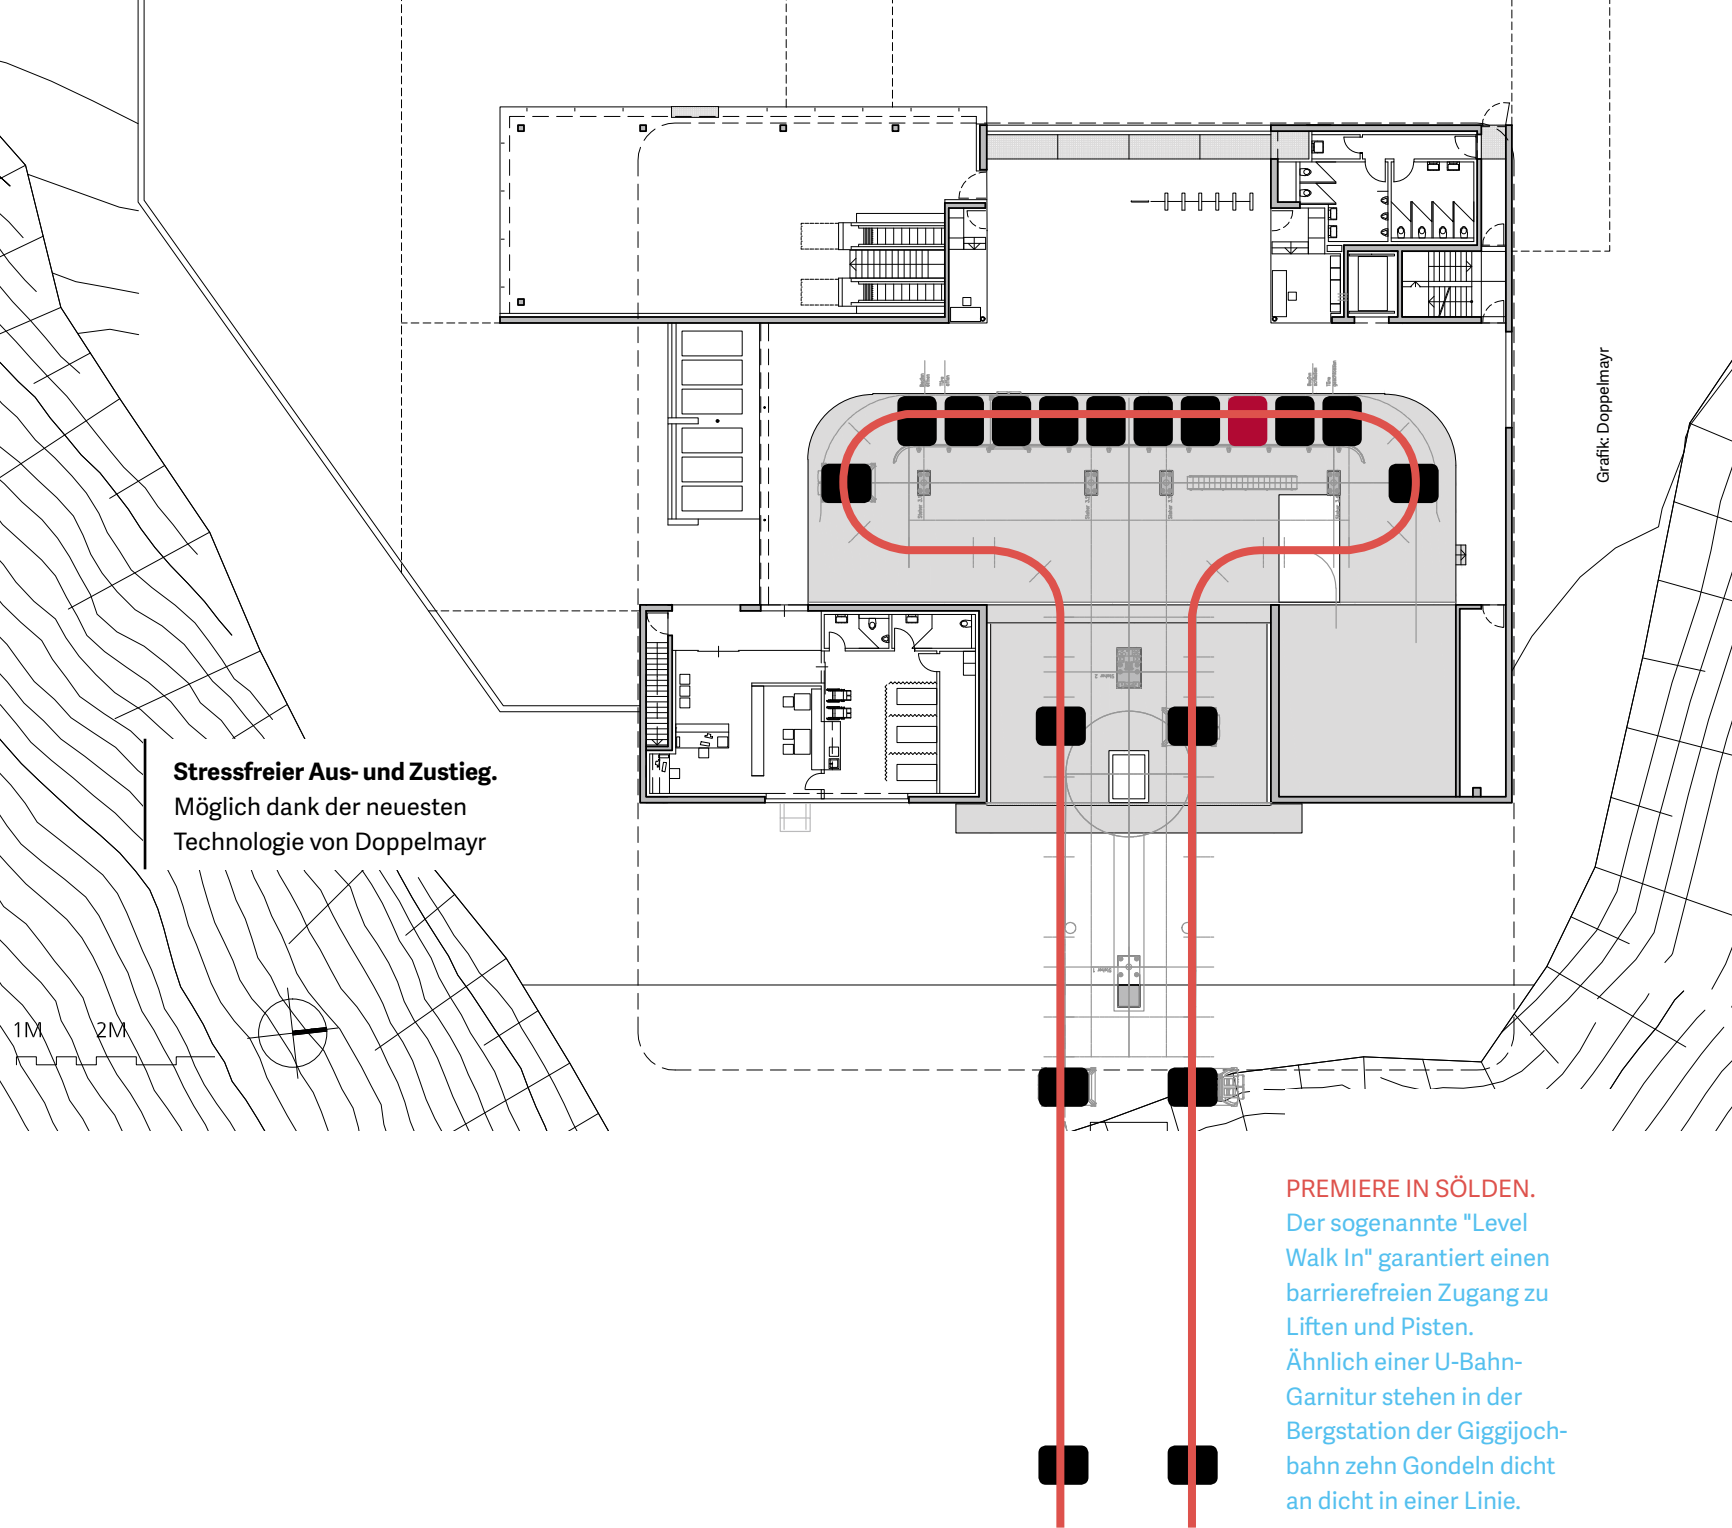 Grafik: Doppelmayr
Stressfreier Aus- und Zustieg.
Möglich dank der neuesten
Technologie von Doppelmayr
1M 2M
PREMIERE IN SÖLDEN.
Der sogenannte "Level
Walk In" garantiert einen
barrierefreien Zugang zu
Liften und Pisten.
Ähnlich einer U-Bahn-
Garnitur stehen in der
Bergstation der Giggijoch-
bahn zehn Gondeln dicht
an dicht in einer Linie.